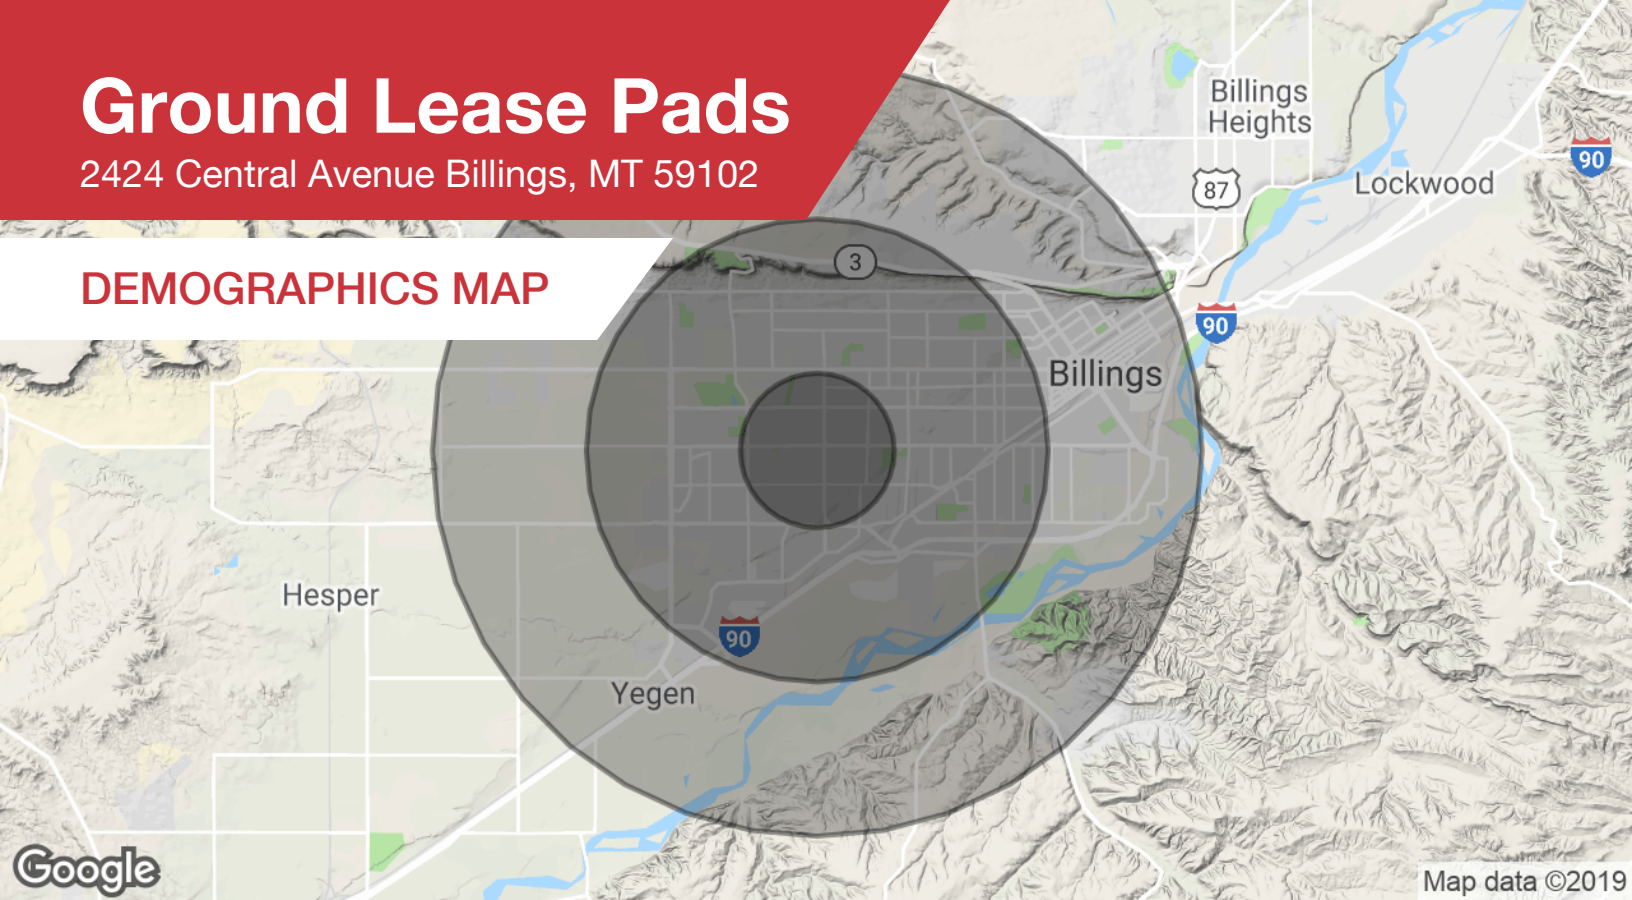 Ground Lease Pads
2424 Central Avenue Billings, MT 59102
DEMOGRAPHICS MAP
Billings
Heights
90
87
Lockwood
3
90
Billings
Hesper
90
Yegen
Google
Map data ©2019